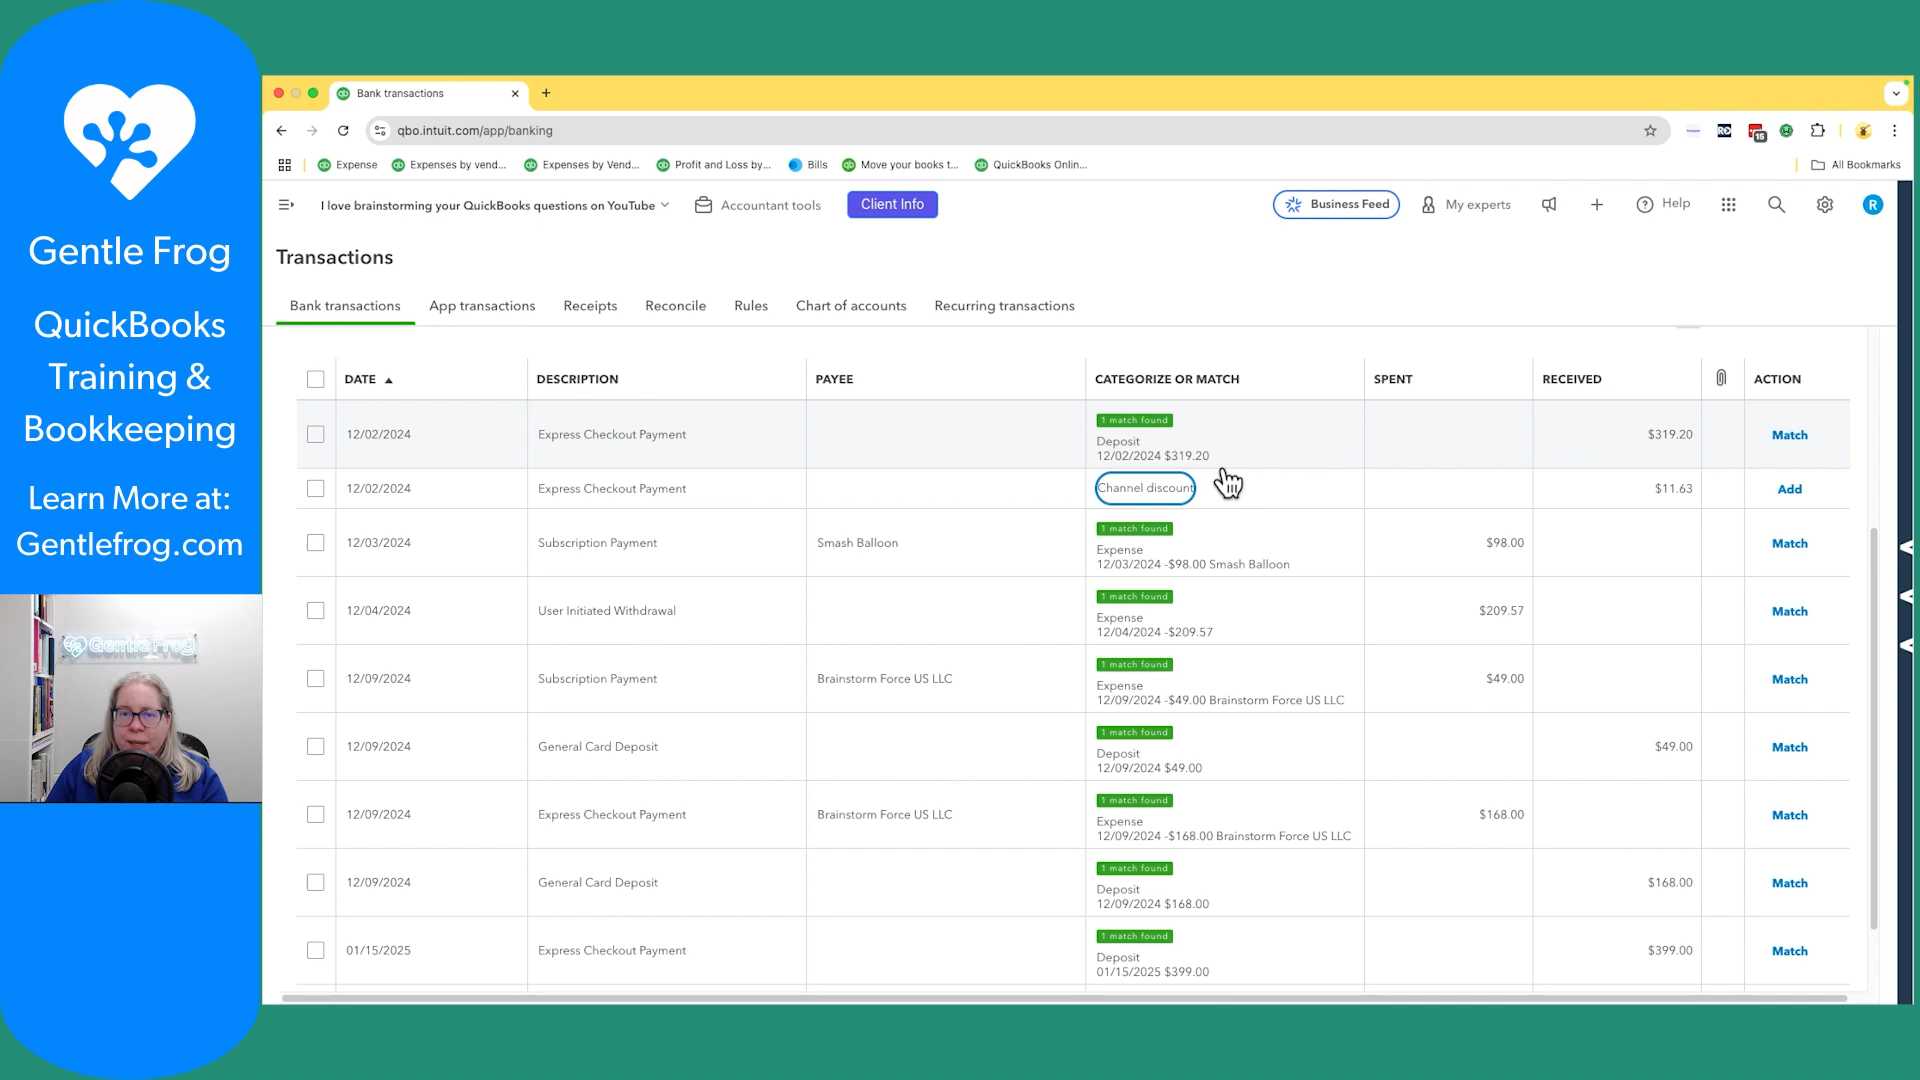 Gentle Frog
QuickBooks
Training &
Bookkeeping
Learn More at:
Gentlefrog.com
Gentle Frog
Bank transactions
qbo.intuit.com/app/banking
15
Expense
Expenses by vend...
Expenses by Vend...
Profit and Loss by...
Bills
Move your books t...
QuickBooks Onlin...
All Bookmarks
I love brainstorming your QuickBooks questions on YouTube
Accountant tools
Client Info
Business Feed
My experts
Help
R
Transactions
Bank transactions
App transactions
Receipts
Reconcile
Rules
Chart of accounts
Recurring transactions
DATE DESCRIPTION PAYEE CATEGORIZE OR MATCH SPENT RECEIVED ACTION
1 match found
12/02/2024 Express Checkout Payment Deposit $319.20 Match
12/02/2024 $319.20
12/02/2024 Express Checkout Payment Channel discount $11.63 Add
1 match found
12/03/2024 Subscription Payment Smash Balloon Expense $98.00 Match
12/03/2024 -$98.00 Smash Balloon
1 match found
12/04/2024 User Initiated Withdrawal Expense $209.57 Match
12/04/2024 -$209.57
1 match found
12/09/2024 Subscription Payment Brainstorm Force US LLC Expense $49.00 Match
12/09/2024 -$49.00 Brainstorm Force US LLC
1 match found
12/09/2024 General Card Deposit Deposit $49.00 Match
12/09/2024 $49.00
1 match found
12/09/2024 Express Checkout Payment Brainstorm Force US LLC Expense $168.00 Match
12/09/2024 -$168.00 Brainstorm Force US LLC
1 match found
12/09/2024 General Card Deposit Deposit $168.00 Match
12/09/2024 $168.00
1 match found
01/15/2025 Express Checkout Payment Deposit $399.00 Match
01/15/2025 $399.00